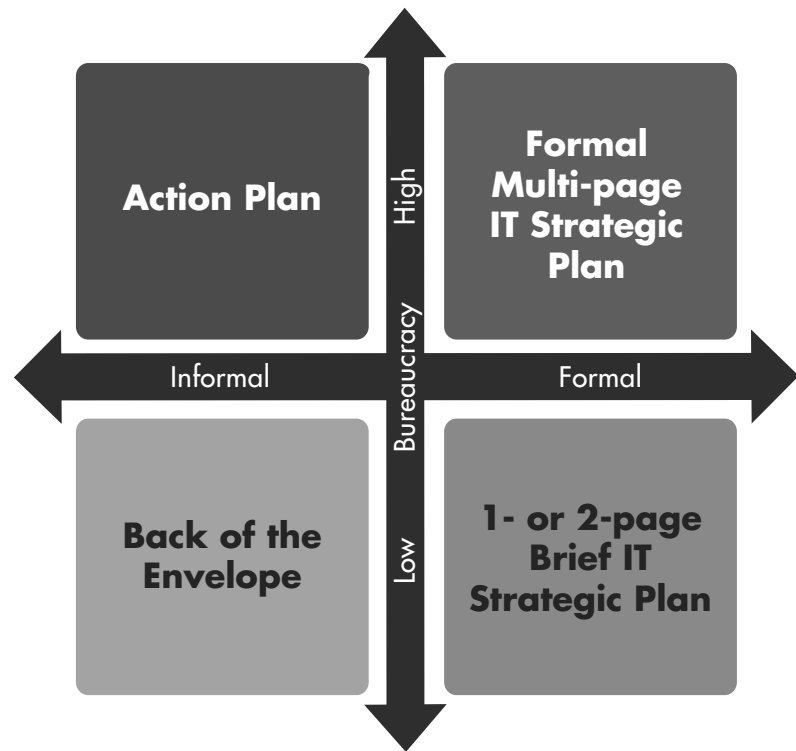 Action Plan
Formal
Multi-page
IT Strategic
Plan
High
Informal
Bureaucracy
Formal
Low
Back of the
Envelope
1- or 2-page
Brief IT
Strategic Plan